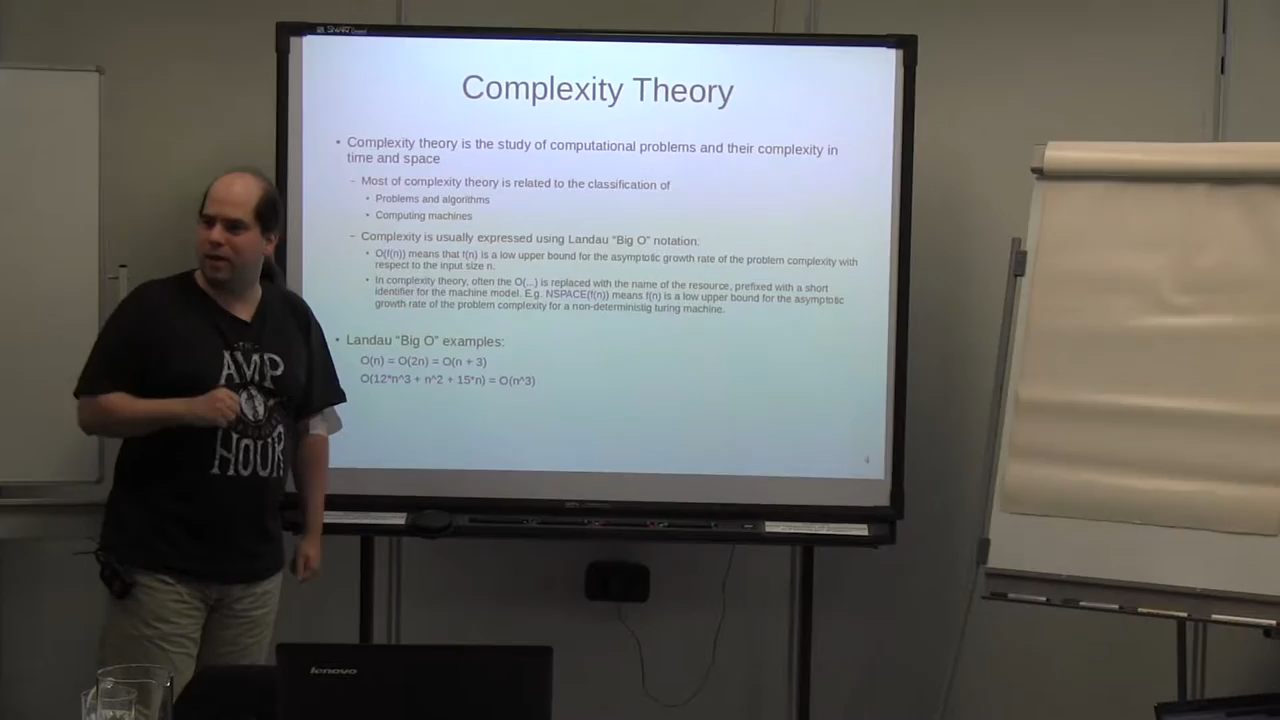 SMART
Complexity Theory
• Complexity theory is the study of computational problems and their complexity in
time and space
– Most of complexity theory is related to the classification of
• Problems and algorithms
• Computing machines
– Complexity is usually expressed using Landau "Big O" notation:
• O(f(n)) means that f(n) is a low upper bound for the asymptotic growth rate of the problem complexity with
respect to the input size n.
• In complexity theory, often the O(...) is replaced with the name of the resource, prefixed with a short
identifier for the machine model. E.g. NSPACE(f(n)) means f(n) is a low upper bound for the asymptotic
growth rate of the problem complexity for a non-deterministig turing machine.
• Landau "Big O" examples:
O(n) = O(2n) = O(n + 3)
O(12*n^3 + n^2 + 15*n) = O(n^3)
4
AMP
HOUR
lenovo